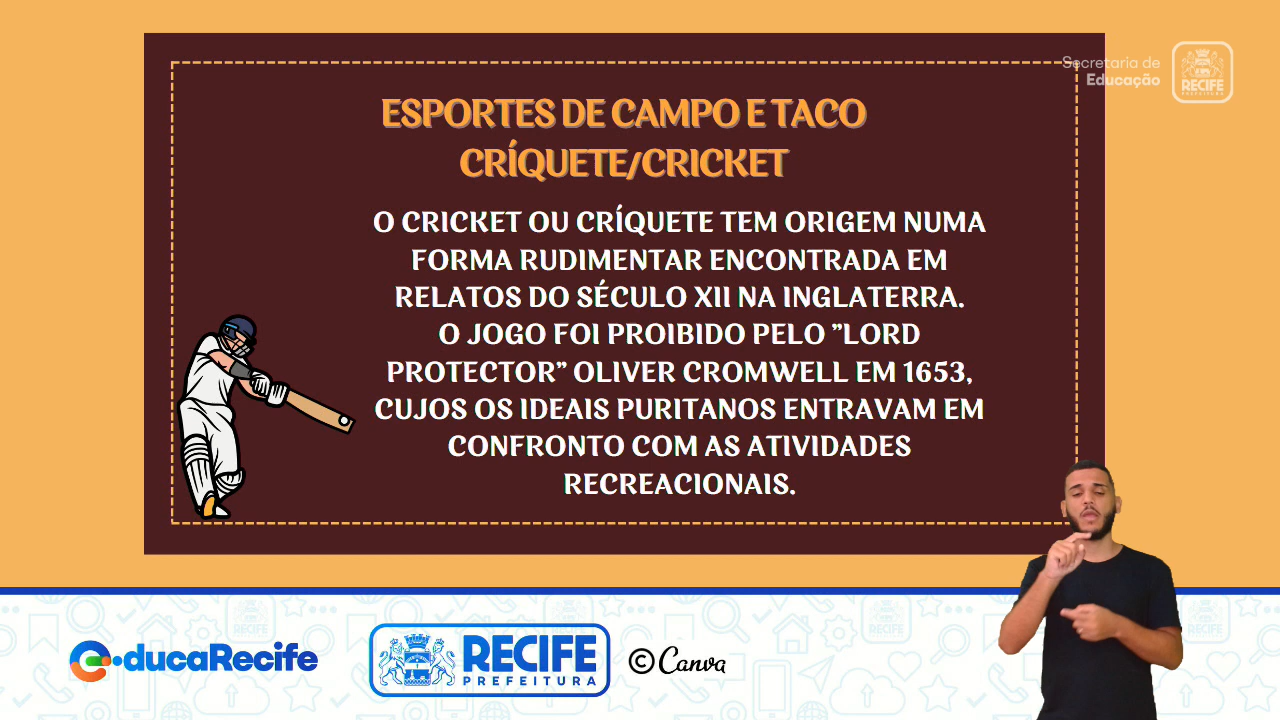 Secretaria de
Educação
RECIFE
PREFEITURA
ESPORTES DE CAMPO E TACO
CRÍQUETE/CRICKET
O CRICKET OU CRÍQUETE TEM ORIGEM NUMA
FORMA RUDIMENTAR ENCONTRADA EM
RELATOS DO SÉCULO XII NA INGLATERRA.
O JOGO FOI PROIBIDO PELO "LORD
PROTECTOR" OLIVER CROMWELL EM 1653,
CUJOS OS IDEAIS PURITANOS ENTRAVAM EM
CONFRONTO COM AS ATIVIDADES
RECREACIONAIS.
ducaRecife
RECIFE
PREFEITURA
© Canva